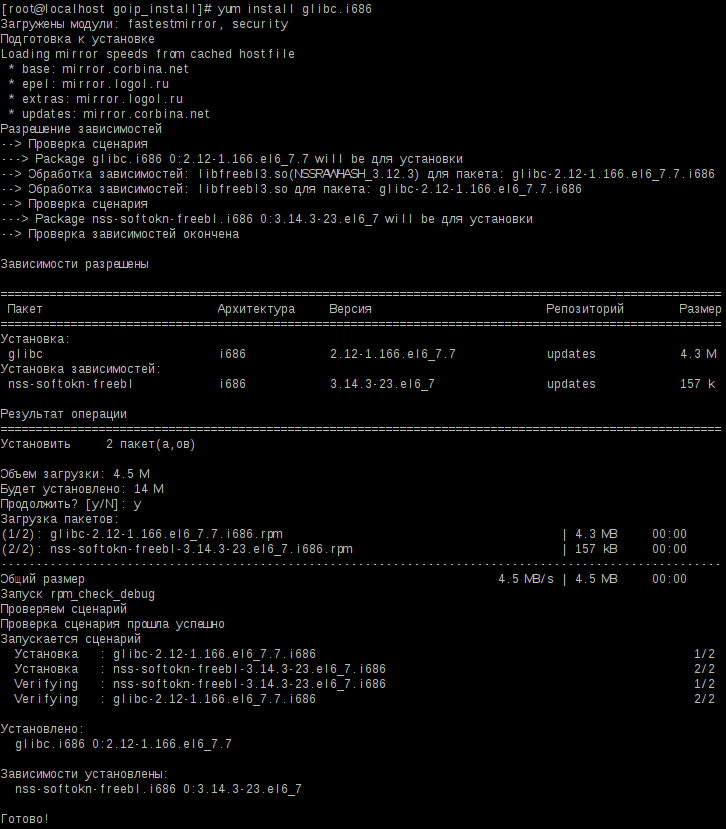 [root@localhost goip_install]# yum install glibc.i686
Загружены модули: fastestmirror, security
Подготовка к установке
Loading mirror speeds from cached hostfile
 * base: mirror.corbina.net
 * epel: mirror.logol.ru
 * extras: mirror.logol.ru
 * updates: mirror.corbina.net
Разрешение зависимостей
--> Проверка сценария
---> Package glibc.i686 0:2.12-1.166.el6_7.7 will be для установки
--> Обработка зависимостей: libfreebl3.so(NSSRAWHASH_3.12.3) для пакета: glibc-2.12-1.166.el6_7.7.i686
--> Обработка зависимостей: libfreebl3.so для пакета: glibc-2.12-1.166.el6_7.7.i686
--> Проверка сценария
---> Package nss-softokn-freebl.i686 0:3.14.3-23.el6_7 will be для установки
--> Проверка зависимостей окончена

Зависимости разрешены

================================================================================
 Пакет Архитектура Версия Репозиторий Размер
================================================================================
Установка:
 glibc i686 2.12-1.166.el6_7.7 updates 4.3 M
Установка зависимостей:
 nss-softokn-freebl i686 3.14.3-23.el6_7 updates 157 k

Результат операции
================================================================================
Установить 2 пакет(а,ов)

Объем загрузки: 4.5 M
Будет установлено: 14 M
Продолжить? [y/N]: y
Загрузка пакетов:
(1/2): glibc-2.12-1.166.el6_7.7.i686.rpm | 4.3 MB 00:00
(2/2): nss-softokn-freebl-3.14.3-23.el6_7.i686.rpm | 157 kB 00:00
--------------------------------------------------------------------------------
Общий размер 4.5 MB/s | 4.5 MB 00:00
Запуск rpm_check_debug
Проверяем сценарий
Проверка сценария прошла успешно
Запускается сценарий
  Установка : glibc-2.12-1.166.el6_7.7.i686 1/2
  Установка : nss-softokn-freebl-3.14.3-23.el6_7.i686 2/2
  Verifying : nss-softokn-freebl-3.14.3-23.el6_7.i686 1/2
  Verifying : glibc-2.12-1.166.el6_7.7.i686 2/2

Установлено:
  glibc.i686 0:2.12-1.166.el6_7.7

Зависимости установлены:
  nss-softokn-freebl.i686 0:3.14.3-23.el6_7

Готово!